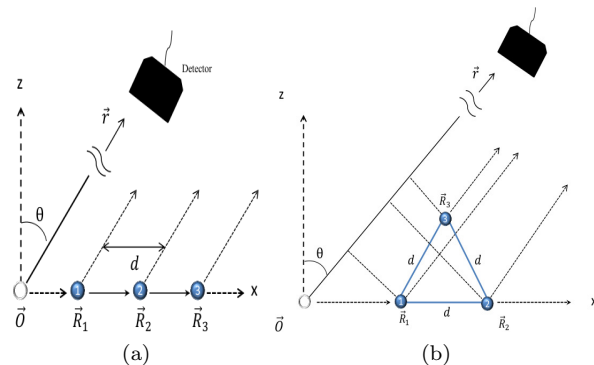 Detector
z
r⃗
θ
d
1 2 3
x
O⃗ R⃗₁ R⃗₂ R⃗₃
(a)
z
r⃗
θ
R⃗₃
3
d d
1 2
x
d
O⃗ R⃗₁ R⃗₂
(b)